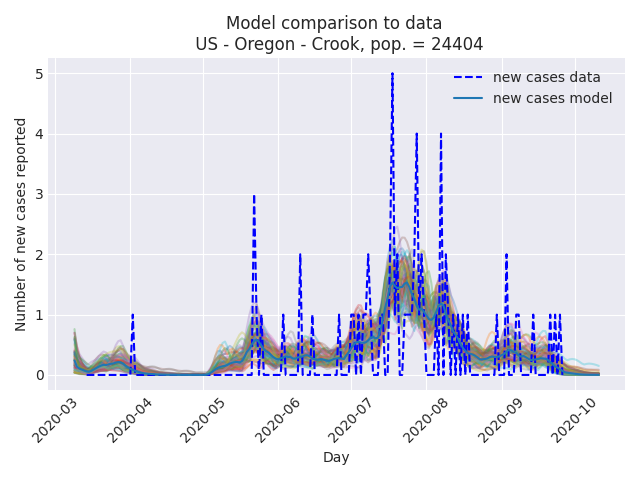 Model comparison to data
US - Oregon - Crook, pop. = 24404
new cases data
new cases model
Number of new cases reported
5
4
3
2
1
0
2020-03
2020-04
2020-05
2020-06
2020-07
2020-08
2020-09
2020-10
Day